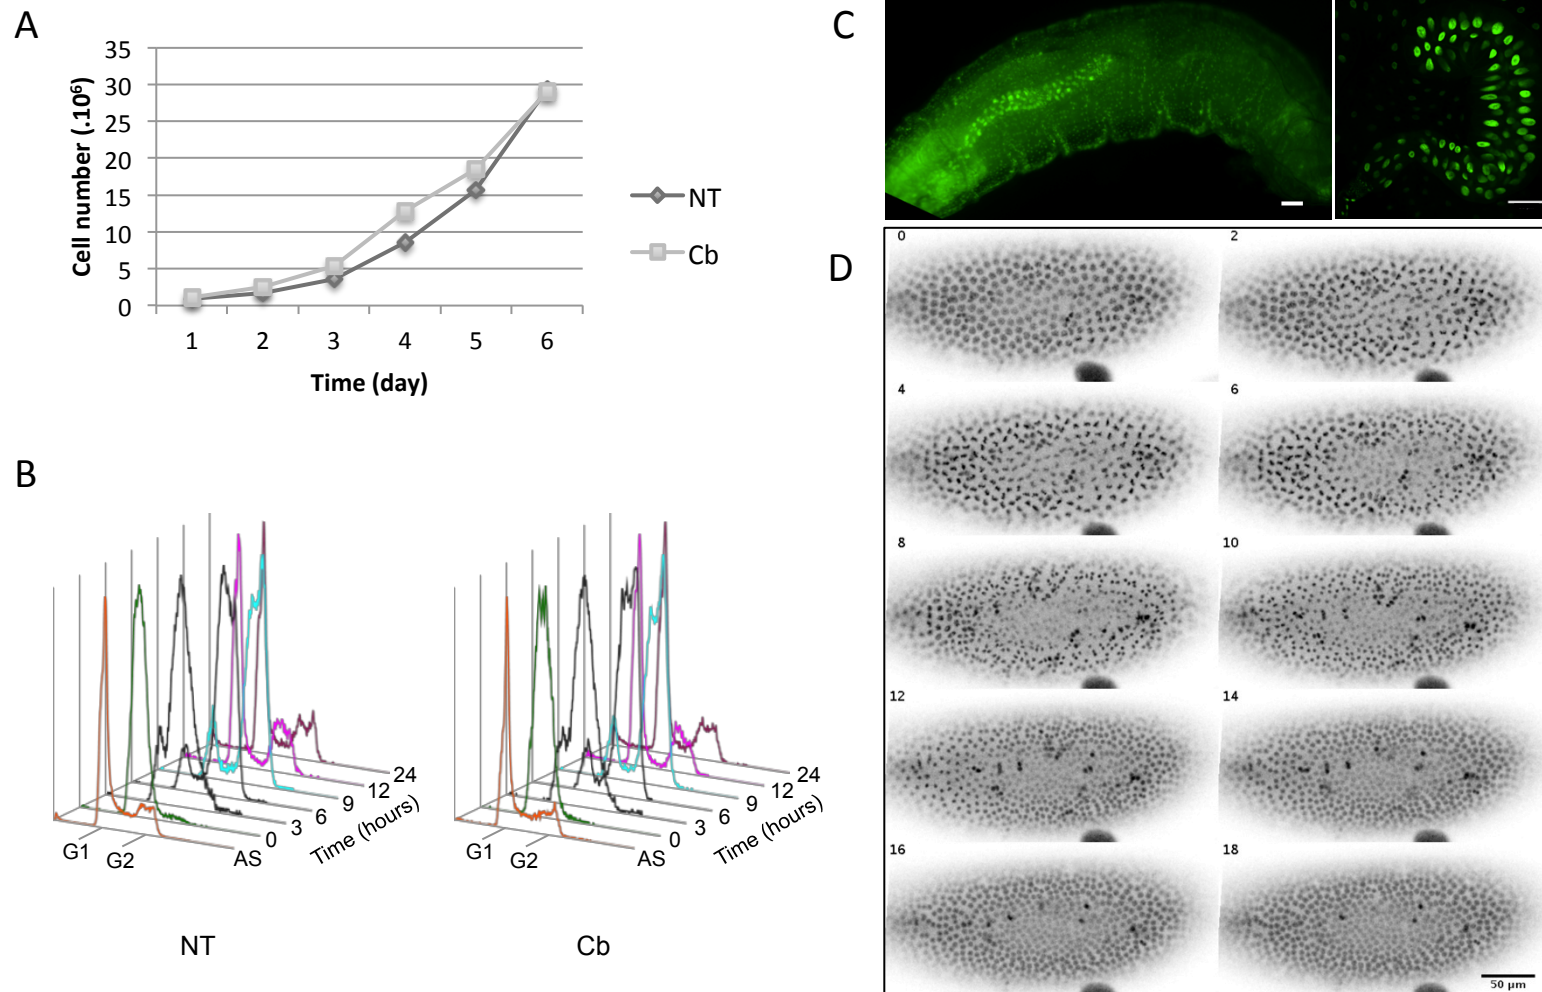 A
35
30
25
20
15
10
5
0
Cell number (.10⁶)
1 2 3 4 5 6
Time (day)
NT
Cb
B
G1 G2 AS
0 3 6 9 12 24
Time (hours)
NT
G1 G2 AS
0 3 6 9 12 24
Time (hours)
Cb
C
D
0 2
4 6
8 10
12 14
16 18
50 µm